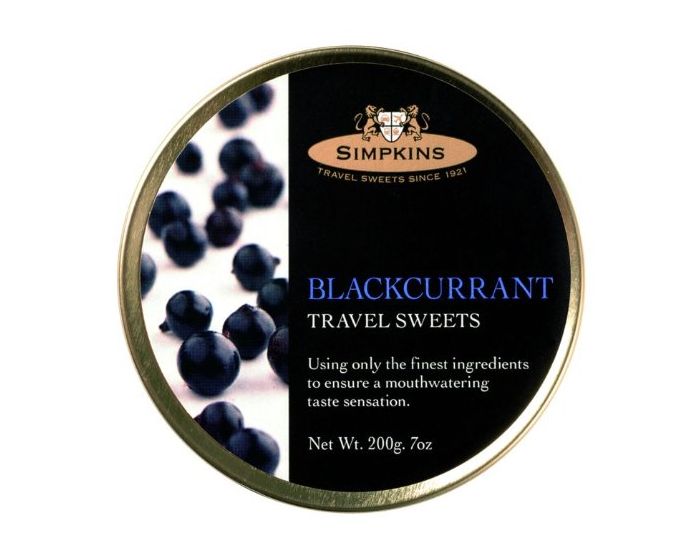 SIMPKINS
TRAVEL SWEETS SINCE 1921
BLACKCURRANT
TRAVEL SWEETS
Using only the finest ingredients
to ensure a mouthwatering
taste sensation.
Net Wt. 200g. 7oz